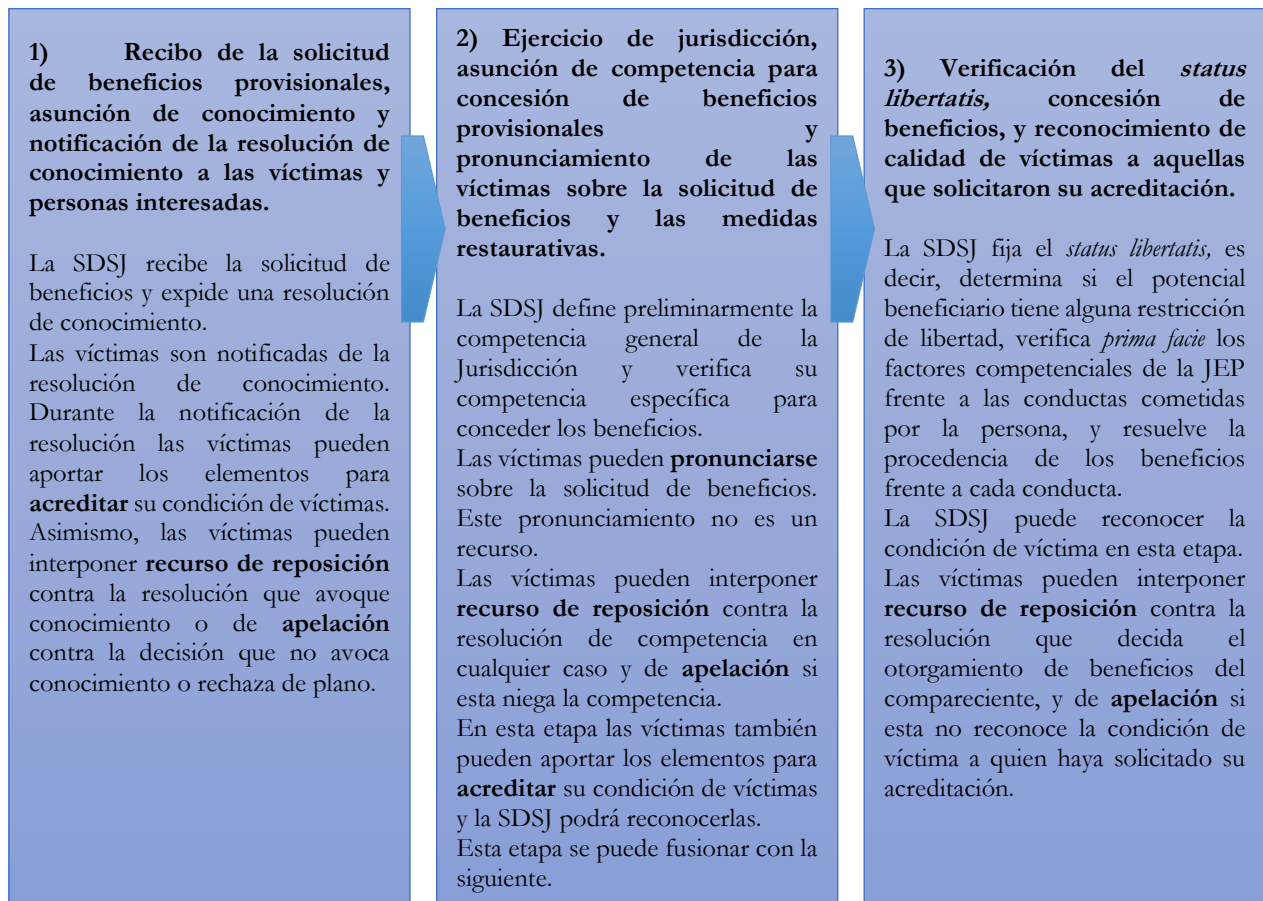 1) Recibo de la solicitud
de beneficios provisionales,
asunción de conocimiento y
notificación de la resolución de
conocimiento a las víctimas y
personas interesadas.
La SDSJ recibe la solicitud de
beneficios y expide una resolución
de conocimiento.
Las víctimas son notificadas de la
resolución de conocimiento.
Durante la notificación de la
resolución las víctimas pueden
aportar los elementos para
acreditar su condición de víctimas.
Asimismo, las víctimas pueden
interponer recurso de reposición
contra la resolución que avoque
conocimiento o de apelación
contra la decisión que no avoca
conocimiento o rechaza de plano.
2) Ejercicio de jurisdicción,
asunción de competencia para
concesión de beneficios
provisionales y
pronunciamiento de las
víctimas sobre la solicitud de
beneficios y las medidas
restaurativas.
La SDSJ define preliminarmente la
competencia general de la
Jurisdicción y verifica su
competencia específica para
conceder los beneficios.
Las víctimas pueden pronunciarse
sobre la solicitud de beneficios.
Este pronunciamiento no es un
recurso.
Las víctimas pueden interponer
recurso de reposición contra la
resolución de competencia en
cualquier caso y de apelación si
esta niega la competencia.
En esta etapa las víctimas también
pueden aportar los elementos para
acreditar su condición de víctimas
y la SDSJ podrá reconocerlas.
Esta etapa se puede fusionar con la
siguiente.
3) Verificación del status
libertatis, concesión de
beneficios, y reconocimiento de
calidad de víctimas a aquellas
que solicitaron su acreditación.
La SDSJ fija el status libertatis, es
decir, determina si el potencial
beneficiario tiene alguna restricción
de libertad, verifica prima facie los
factores competenciales de la JEP
frente a las conductas cometidas
por la persona, y resuelve la
procedencia de los beneficios
frente a cada conducta.
La SDSJ puede reconocer la
condición de víctima en esta etapa.
Las víctimas pueden interponer
recurso de reposición contra la
resolución que decida el
otorgamiento de beneficios del
compareciente, y de apelación si
esta no reconoce la condición de
víctima a quien haya solicitado su
acreditación.